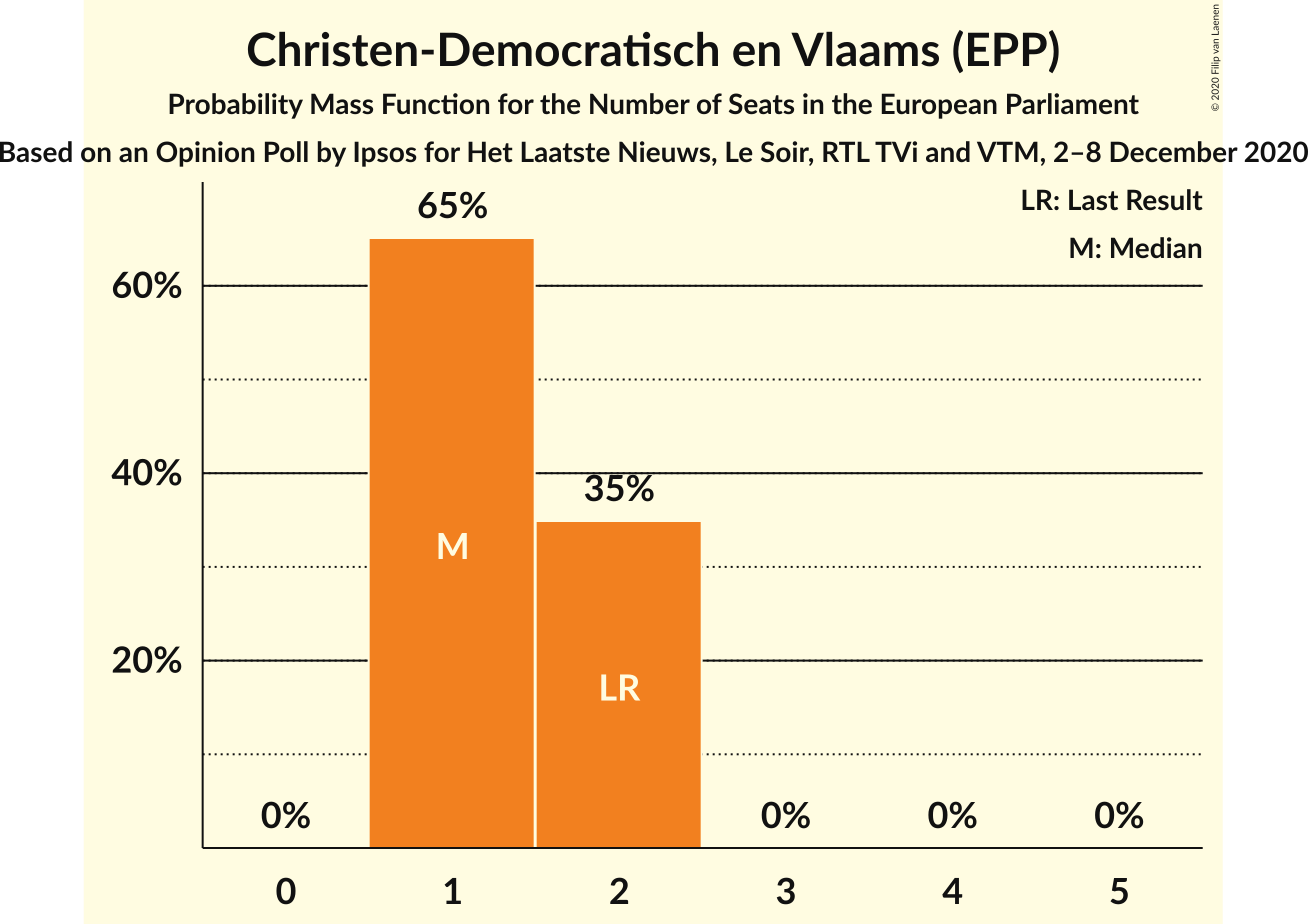 Christen-Democratisch en Vlaams (EPP)
Probability Mass Function for the Number of Seats in the European Parliament
Based on an Opinion Poll by Ipsos for Het Laatste Nieuws, Le Soir, RTL TVi and VTM, 2–8 December 2020
© 2020 Filip van Laenen
LR: Last Result
M: Median
65%
60%
40%
35%
M
20%
LR
0%
0%
0%
0%
0 1 2 3 4 5